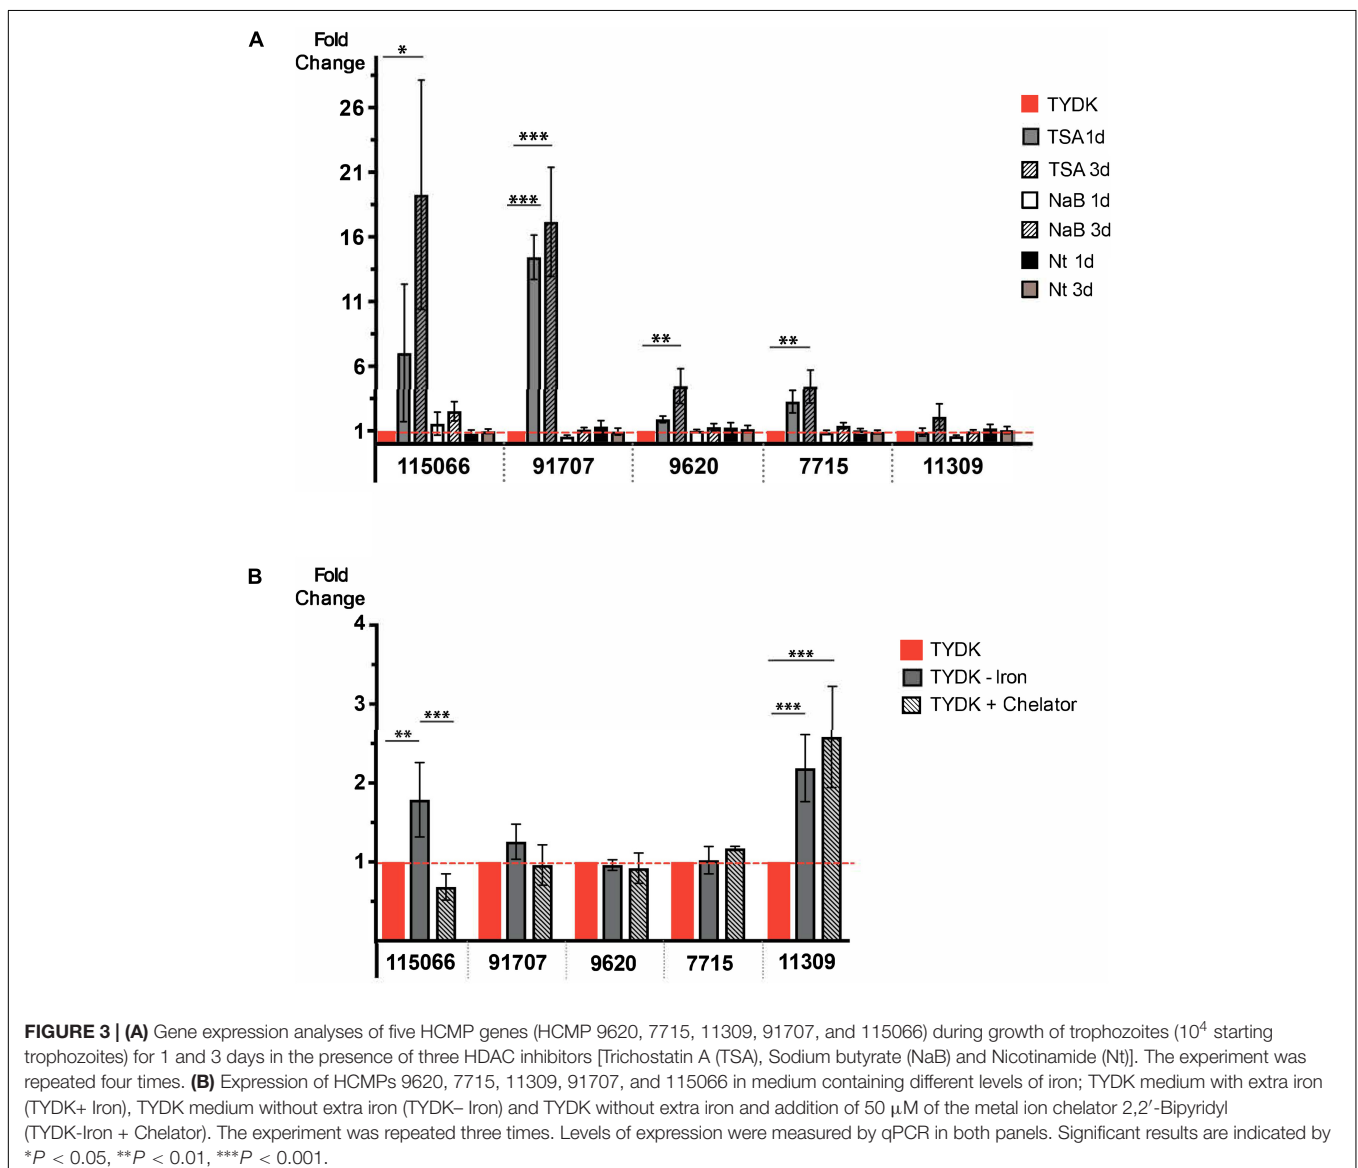 A
Fold
Change
*
26
21
16
11
6
1
***
***
**
**
115066
91707
9620
7715
11309
TYDK
TSA 1d
TSA 3d
NaB 1d
NaB 3d
Nt 1d
Nt 3d
B
Fold
Change
4
3
2
1
**
***
***
***
115066
91707
9620
7715
11309
TYDK
TYDK - Iron
TYDK + Chelator
FIGURE 3 | (A) Gene expression analyses of five HCMP genes (HCMP 9620, 7715, 11309, 91707, and 115066) during growth of trophozoites (10⁴ starting
trophozoites) for 1 and 3 days in the presence of three HDAC inhibitors [Trichostatin A (TSA), Sodium butyrate (NaB) and Nicotinamide (Nt)]. The experiment was
repeated four times. (B) Expression of HCMPs 9620, 7715, 11309, 91707, and 115066 in medium containing different levels of iron; TYDK medium with extra iron
(TYDK+ Iron), TYDK medium without extra iron (TYDK– Iron) and TYDK without extra iron and addition of 50 μM of the metal ion chelator 2,2′-Bipyridyl
(TYDK-Iron + Chelator). The experiment was repeated three times. Levels of expression were measured by qPCR in both panels. Significant results are indicated by
*P < 0.05, **P < 0.01, ***P < 0.001.